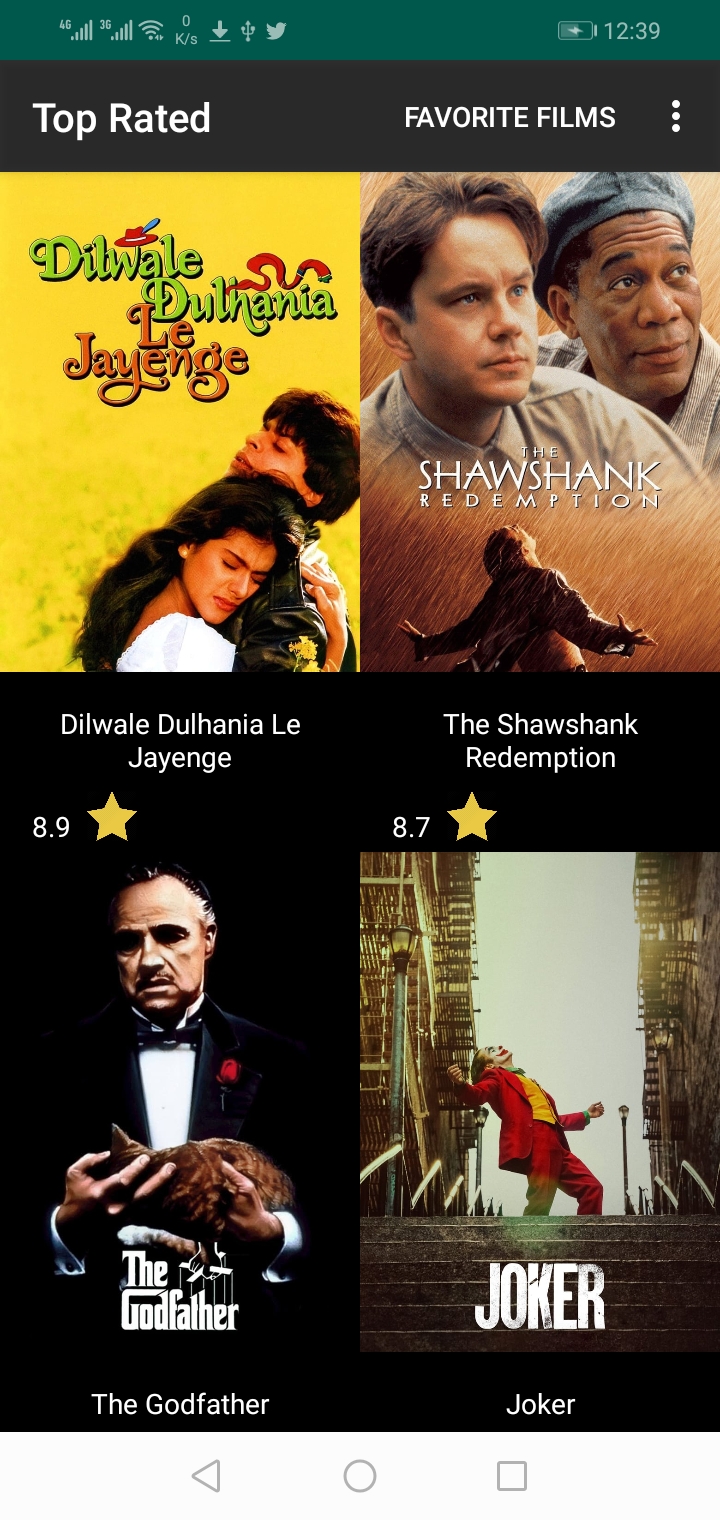 4G 3G 0 K/s 12:39
Top Rated FAVORITE FILMS
Dilwale
Dulhania
Le
Jayenge
THE
SHAWSHANK
REDEMPTION
Dilwale Dulhania Le
Jayenge
The Shawshank
Redemption
8.9
8.7
The
Godfather
JOKER
The Godfather
Joker